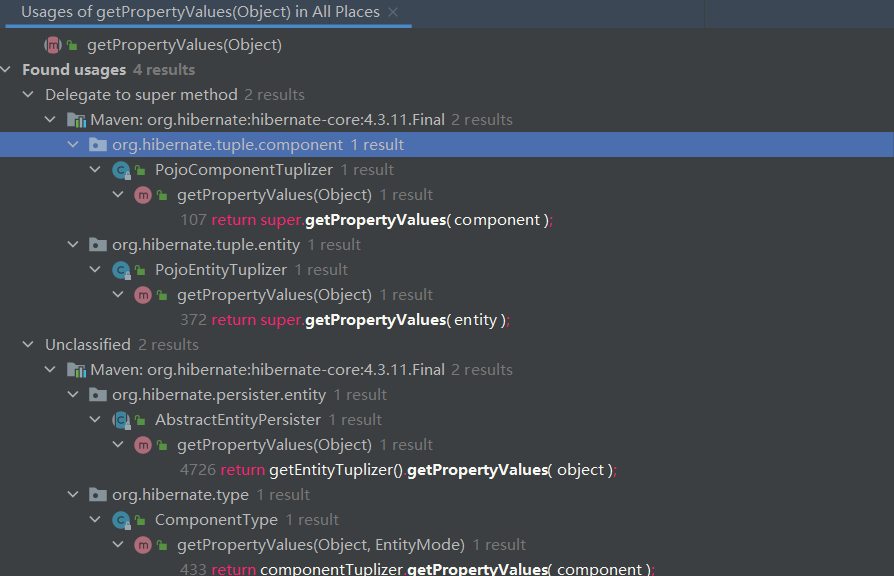 Usages of getPropertyValues(Object) in All Places
getPropertyValues(Object)
Found usages 4 results
Delegate to super method 2 results
Maven: org.hibernate:hibernate-core:4.3.11.Final 2 results
org.hibernate.tuple.component 1 result
PojoComponentTuplizer 1 result
getPropertyValues(Object) 1 result
107 return super.getPropertyValues( component );
org.hibernate.tuple.entity 1 result
PojoEntityTuplizer 1 result
getPropertyValues(Object) 1 result
372 return super.getPropertyValues( entity );
Unclassified 2 results
Maven: org.hibernate:hibernate-core:4.3.11.Final 2 results
org.hibernate.persister.entity 1 result
AbstractEntityPersister 1 result
getPropertyValues(Object) 1 result
4726 return getEntityTuplizer().getPropertyValues( object );
org.hibernate.type 1 result
ComponentType 1 result
getPropertyValues(Object, EntityMode) 1 result
433 return componentTuplizer.getPropertyValues( component );